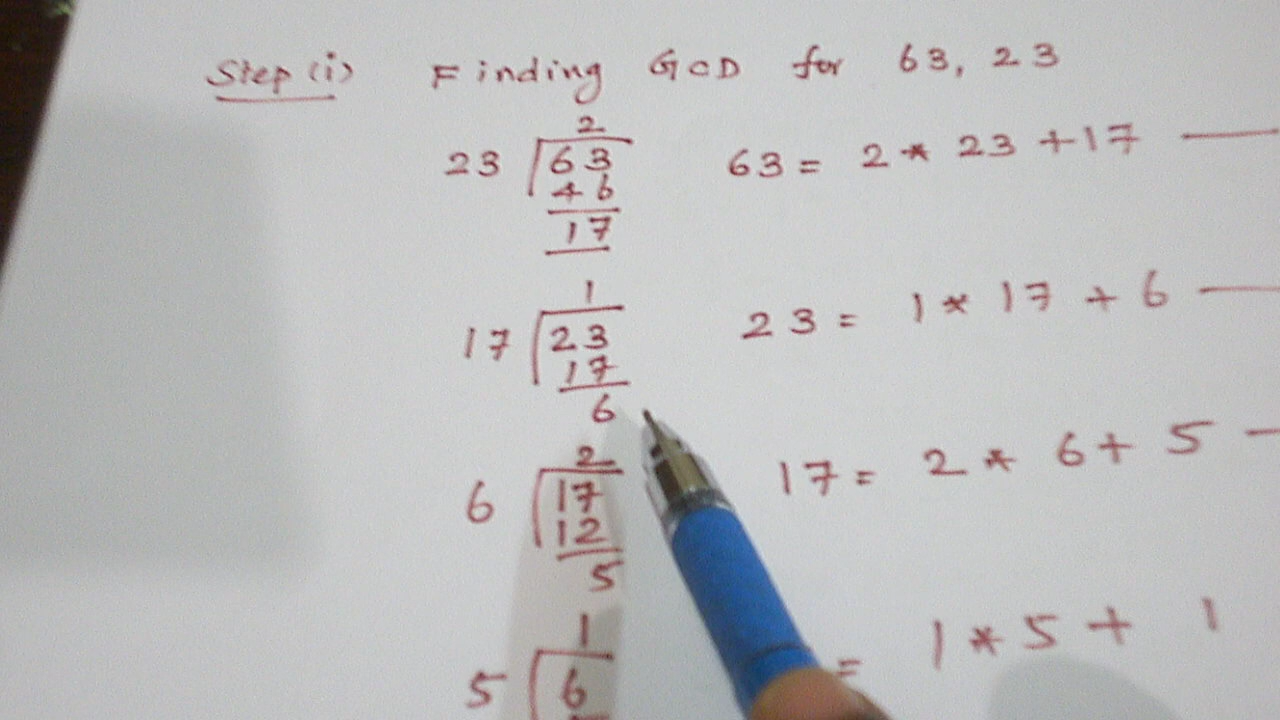 Step (i) Finding GCD for 63, 23
2
23 63 63 = 2 * 23 + 17
46
17
1
17 23 23 = 1 * 17 + 6
17
6
2
6 17 17 = 2 * 6 + 5
12
5
1
5 6 = 1 * 5 + 1